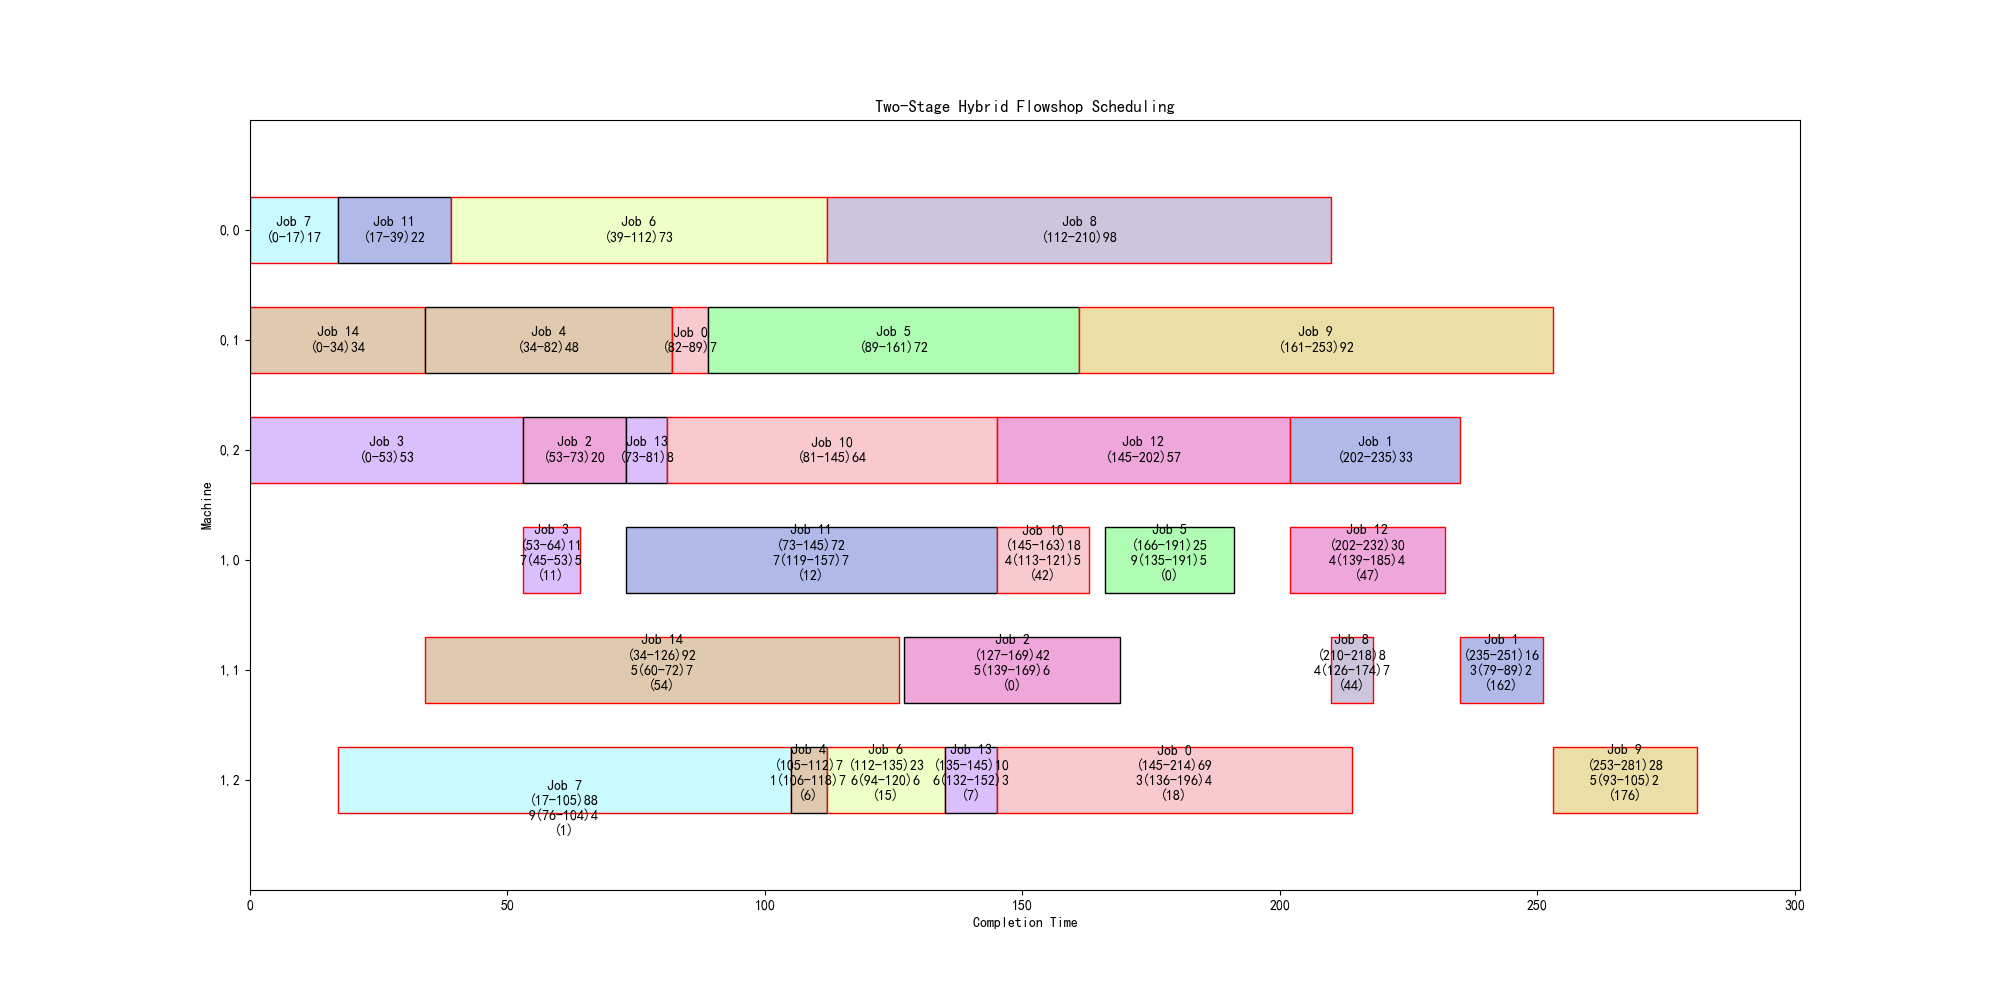 Two-Stage Hybrid Flowshop Scheduling
0,0
Job 7
(0-17)17
Job 11
(17-39)22
Job 6
(39-112)73
Job 8
(112-210)98
0,1
Job 14
(0-34)34
Job 4
(34-82)48
Job 0
(82-89)7
Job 5
(89-161)72
Job 9
(161-253)92
0,2
Job 3
(0-53)53
Job 2
(53-73)20
Job 13
(73-81)8
Job 10
(81-145)64
Job 12
(145-202)57
Job 1
(202-235)33
Machine
1,0
Job 3
(53-64)11
7(45-53)5
(11)
Job 11
(73-145)72
7(119-157)7
(12)
Job 10
(145-163)18
4(113-121)5
(42)
Job 5
(166-191)25
9(135-191)5
(0)
Job 12
(202-232)30
4(139-185)4
(47)
1,1
Job 14
(34-126)92
5(60-72)7
(54)
Job 2
(127-169)42
5(139-169)6
(0)
Job 8
(210-218)8
4(126-174)7
(44)
Job 1
(235-251)16
3(79-89)2
(162)
1,2
Job 7
(17-105)88
9(76-104)4
(1)
Job 4
(105-112)7
1(106-118)7
(6)
Job 6
(112-135)23
6(94-120)6
(15)
Job 13
(135-145)10
6(132-152)3
(7)
Job 0
(145-214)69
3(136-196)4
(18)
Job 9
(253-281)28
5(93-105)2
(176)
0
50
100
150
200
250
300
Completion Time